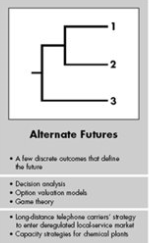 1
2
3
Alternate Futures
• A few discrete outcomes that define
the future
• Decision analysis
• Option valuation models
• Game theory
• Long-distance telephone carriers' strategy
to enter deregulated local-service market
• Capacity strategies for chemical plants